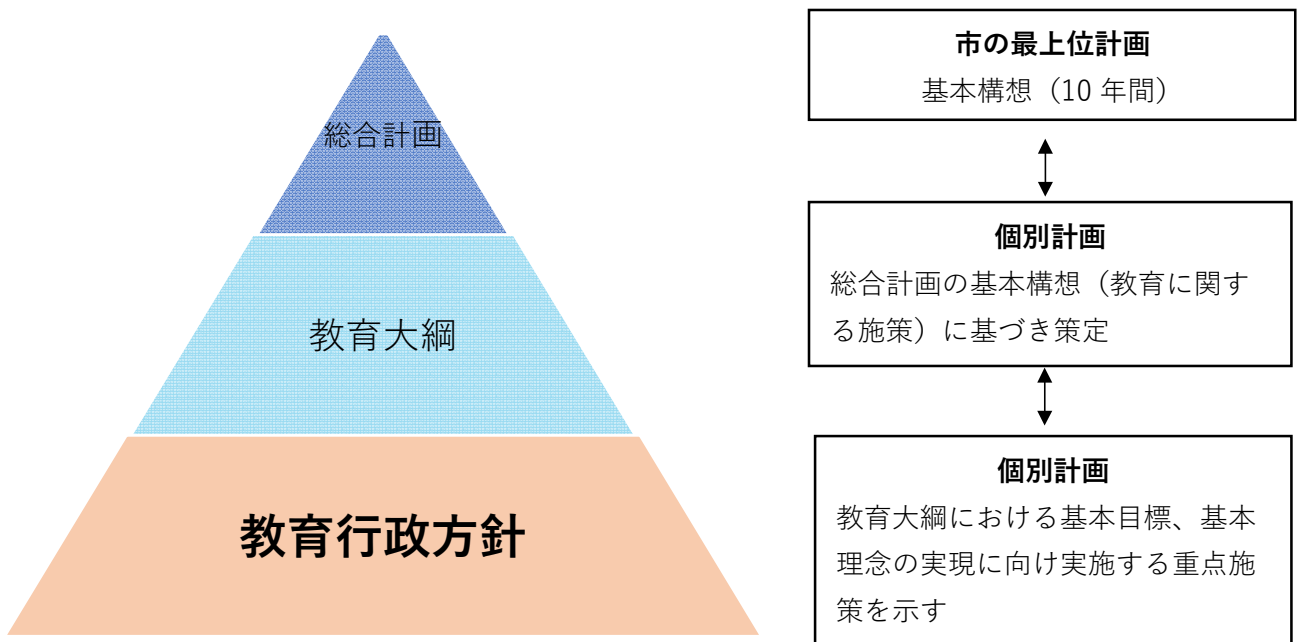 総合計画
教育大綱
教育行政方針
市の最上位計画
基本構想（10 年間）
個別計画
総合計画の基本構想（教育に関す
る施策）に基づき策定
個別計画
教育大綱における基本目標、基本
理念の実現に向け実施する重点施
策を示す